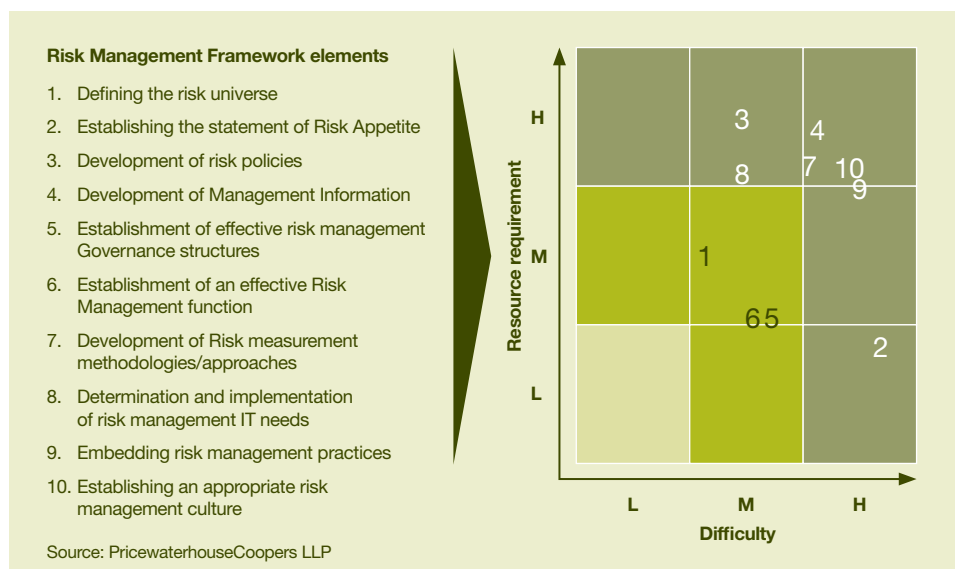 Risk Management Framework elements
1. Defining the risk universe
2. Establishing the statement of Risk Appetite
3. Development of risk policies
4. Development of Management Information
5. Establishment of effective risk management
Governance structures
6. Establishment of an effective Risk
Management function
7. Development of Risk measurement
methodologies/approaches
8. Determination and implementation
of risk management IT needs
9. Embedding risk management practices
10. Establishing an appropriate risk
management culture
Source: PricewaterhouseCoopers LLP
Resource requirement
H
M
L
3
4
8
7
10
9
1
6
5
2
L
M
H
Difficulty